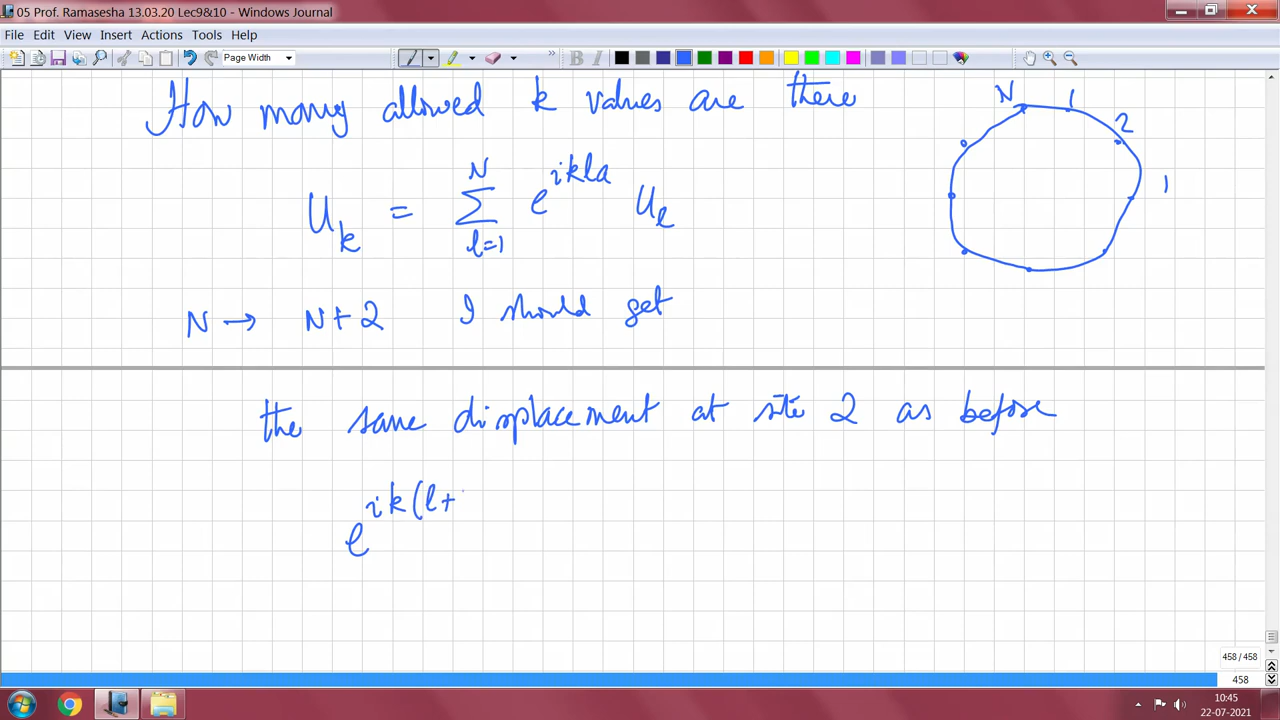 05 Prof. Ramasesha 13.03.20 Lec9&10 - Windows Journal
File Edit View Insert Actions Tools Help
Page Width
How many allowed k values are there
N 1
2
1
U_k = \sum_{l=1}^{N} e^{ikla} U_l
N → N+2 I should get
the same displacement at site 2 as before
e^{ik(l+
458 / 458
458
10:45
22-07-2021